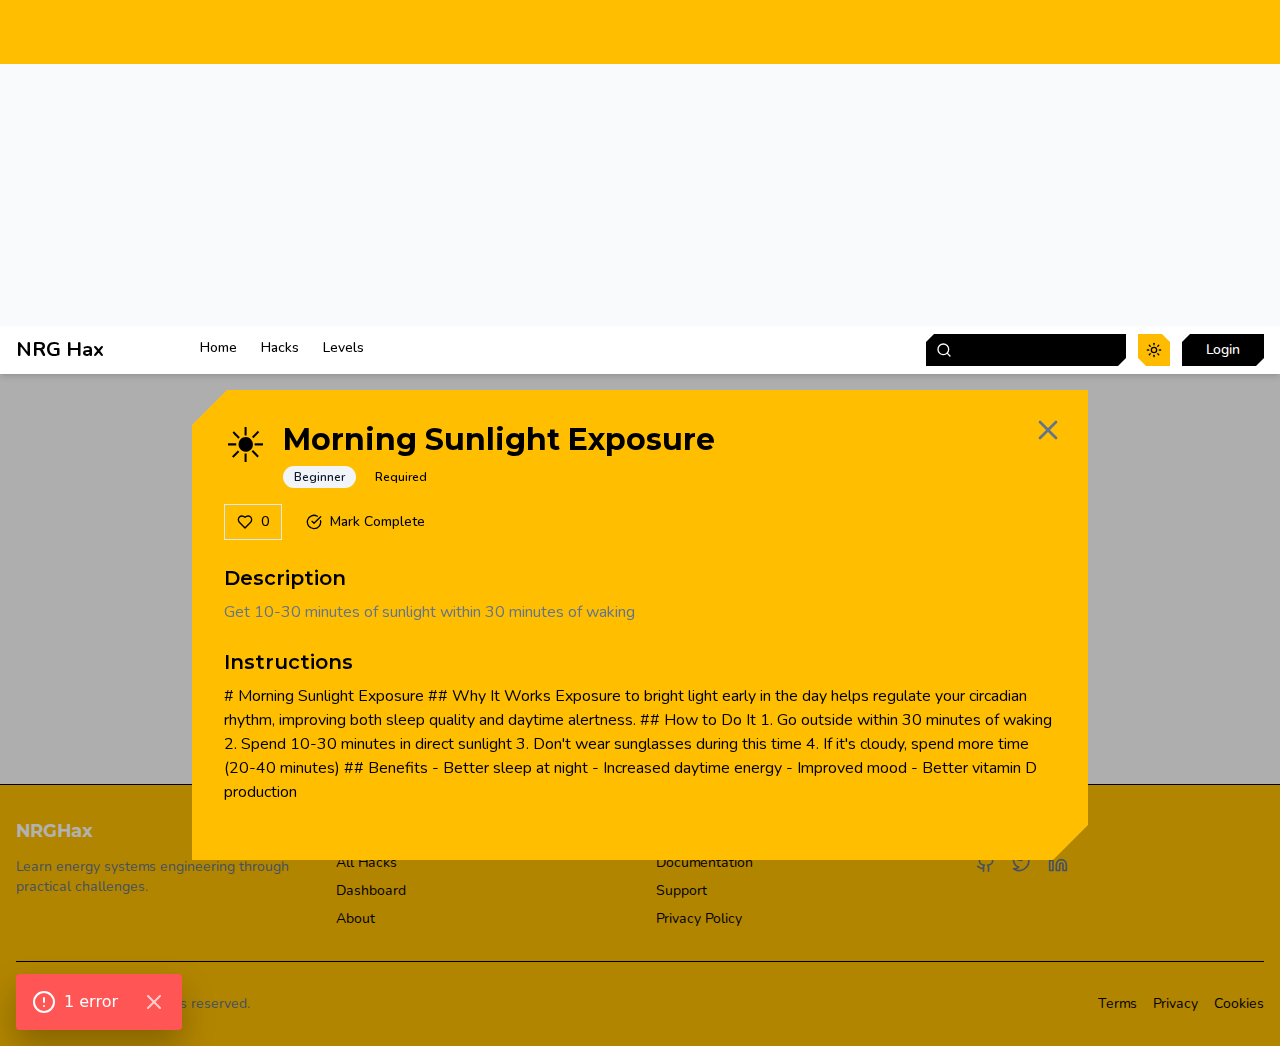 NRG Hax
Home Hacks Levels
Login
Morning Sunlight Exposure
Beginner Required
0 Mark Complete
Description
Get 10-30 minutes of sunlight within 30 minutes of waking
Instructions
# Morning Sunlight Exposure ## Why It Works Exposure to bright light early in the day helps regulate your circadian
rhythm, improving both sleep quality and daytime alertness. ## How to Do It 1. Go outside within 30 minutes of waking
2. Spend 10-30 minutes in direct sunlight 3. Don't wear sunglasses during this time 4. If it's cloudy, spend more time
(20-40 minutes) ## Benefits - Better sleep at night - Increased daytime energy - Improved mood - Better vitamin D
production
NRGHax
Learn energy systems engineering through
practical challenges.
All Hacks
Dashboard
About
Documentation
Support
Privacy Policy
1 error
reserved.
Terms Privacy Cookies